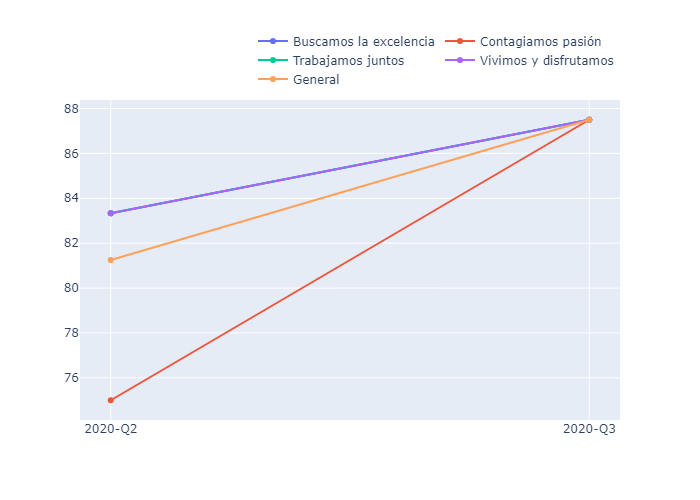 Buscamos la excelencia Contagiamos pasión
Trabajamos juntos Vivimos y disfrutamos
General
88
86
84
82
80
78
76
2020-Q2 2020-Q3